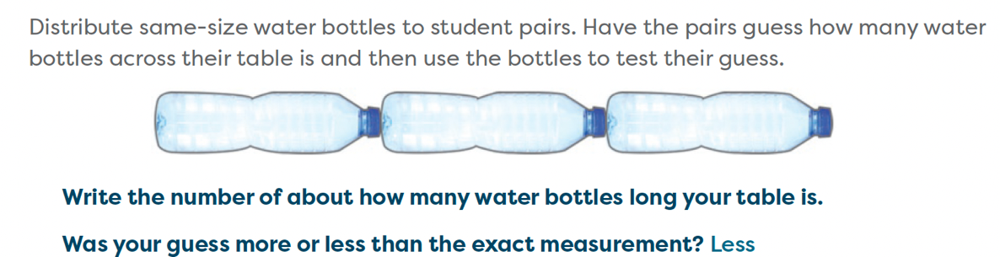 Distribute same-size water bottles to student pairs. Have the pairs guess how many water
bottles across their table is and then use the bottles to test their guess.
Write the number of about how many water bottles long your table is.
Was your guess more or less than the exact measurement? Less